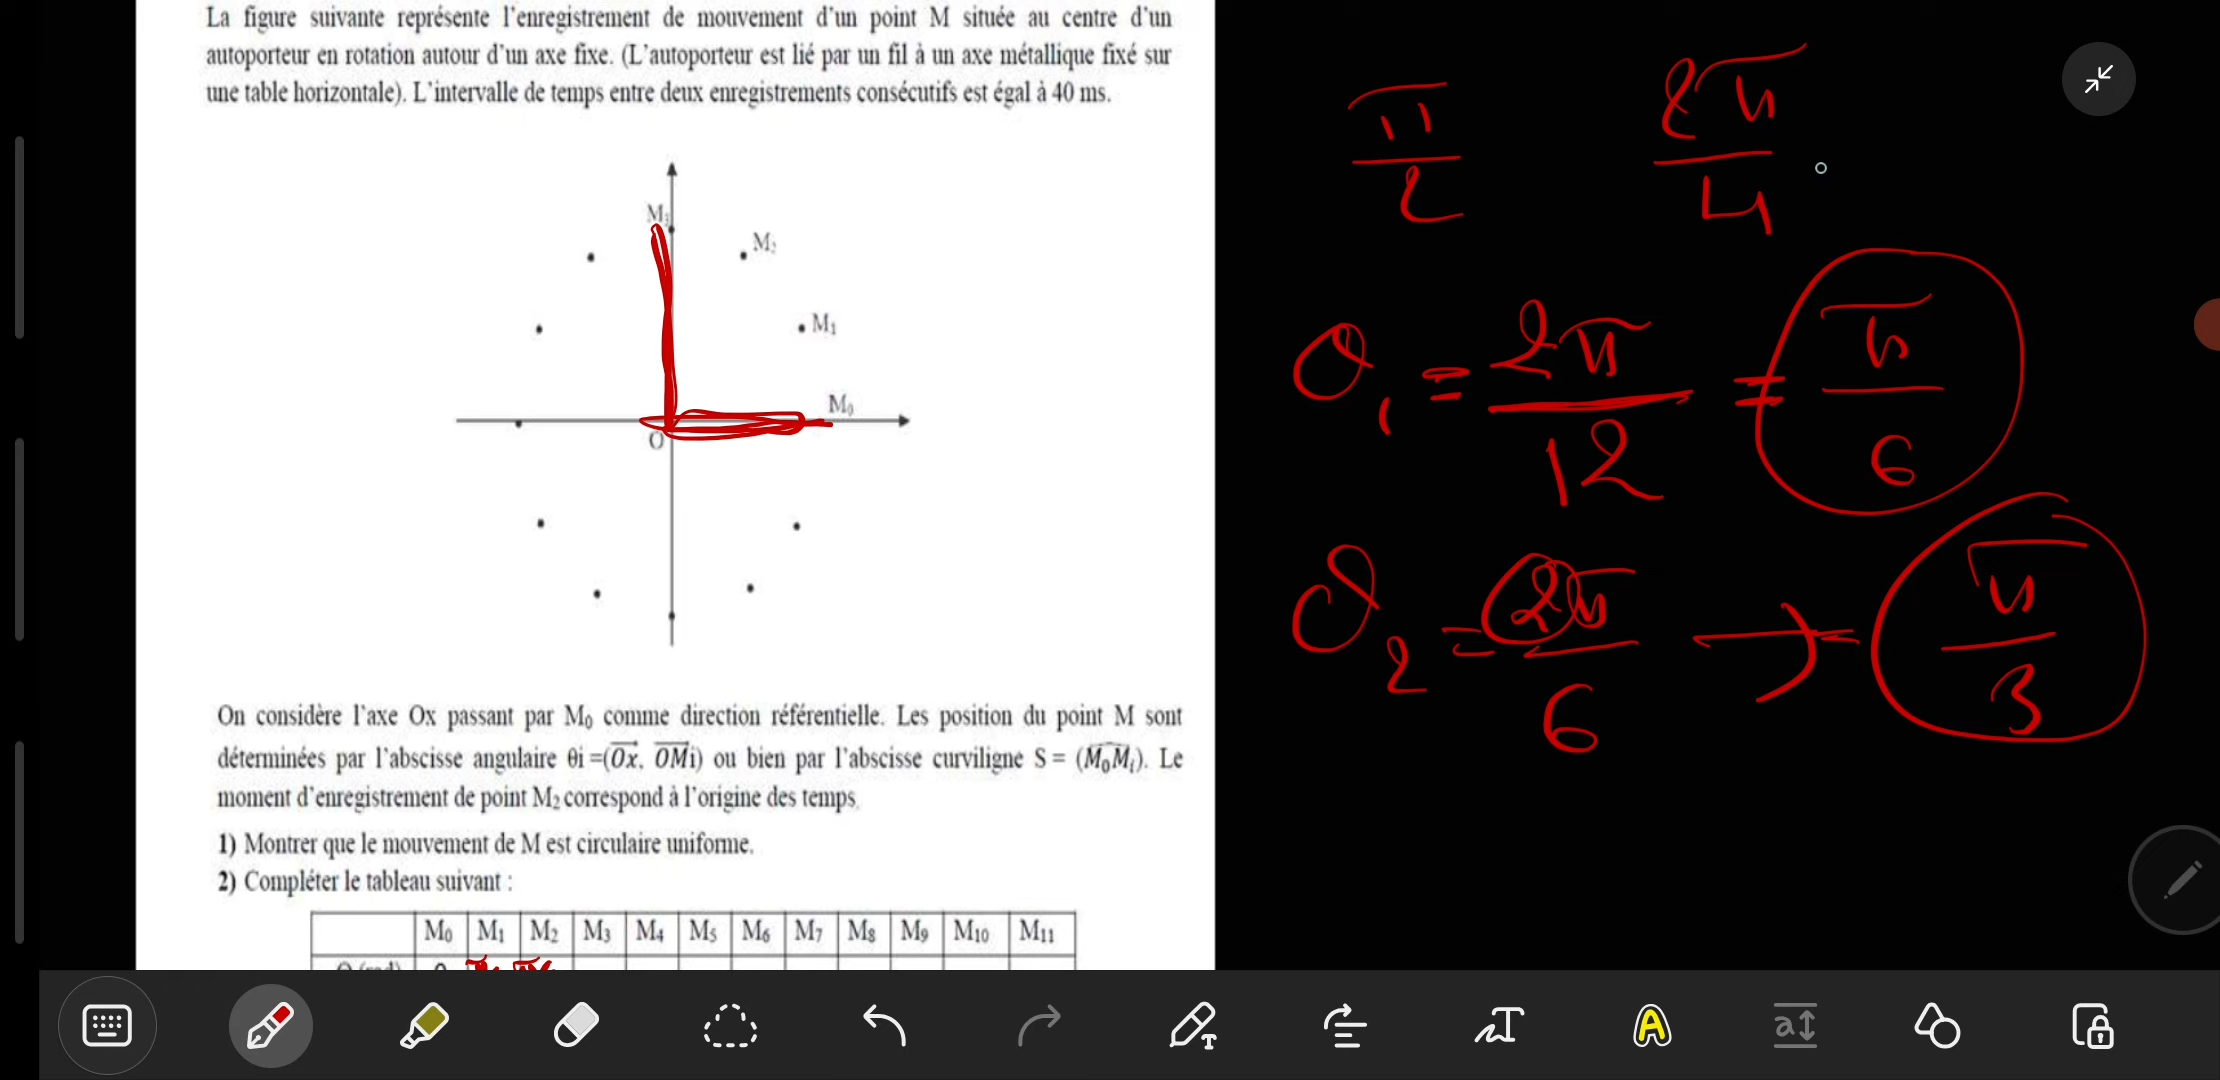 La figure suivante représente l'enregistrement de mouvement d'un point M située au centre d'un
autoporteur en rotation autour d'un axe fixe. (L'autoporteur est lié par un fil à un axe métallique fixé sur
une table horizontale). L'intervalle de temps entre deux enregistrements consécutifs est égal à 40 ms.
π/2
2π/4
M₃
M₂
M₁
M₀
O
θ₁ = 2π/12 = π/6
θ₂ = 2π/6 → = π/3
On considère l'axe Ox passant par M₀ comme direction référentielle. Les position du point M sont
déterminées par l'abscisse angulaire θi =(Ox, OMi) ou bien par l'abscisse curviligne S = (M₀Mᵢ). Le
moment d'enregistrement de point M₂ correspond à l'origine des temps.
1) Montrer que le mouvement de M est circulaire uniforme.
2) Compléter le tableau suivant :
M₀ M₁ M₂ M₃ M₄ M₅ M₆ M₇ M₈ M₉ M₁₀ M₁₁